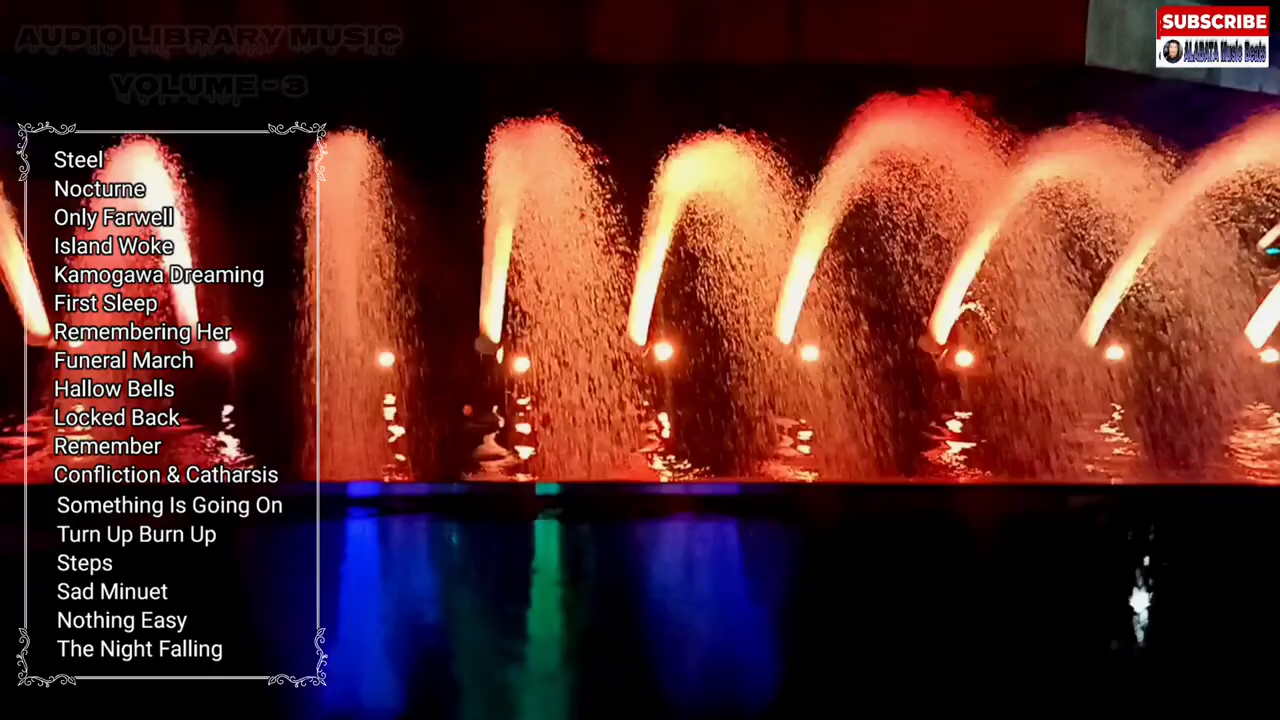 AUDIO LIBRARY MUSIC
VOLUME - 3
SUBSCRIBE
ALABATA Music Beats
Steel
Nocturne
Only Farwell
Island Woke
Kamogawa Dreaming
First Sleep
Remembering Her
Funeral March
Hallow Bells
Locked Back
Remember
Confliction & Catharsis
Something Is Going On
Turn Up Burn Up
Steps
Sad Minuet
Nothing Easy
The Night Falling